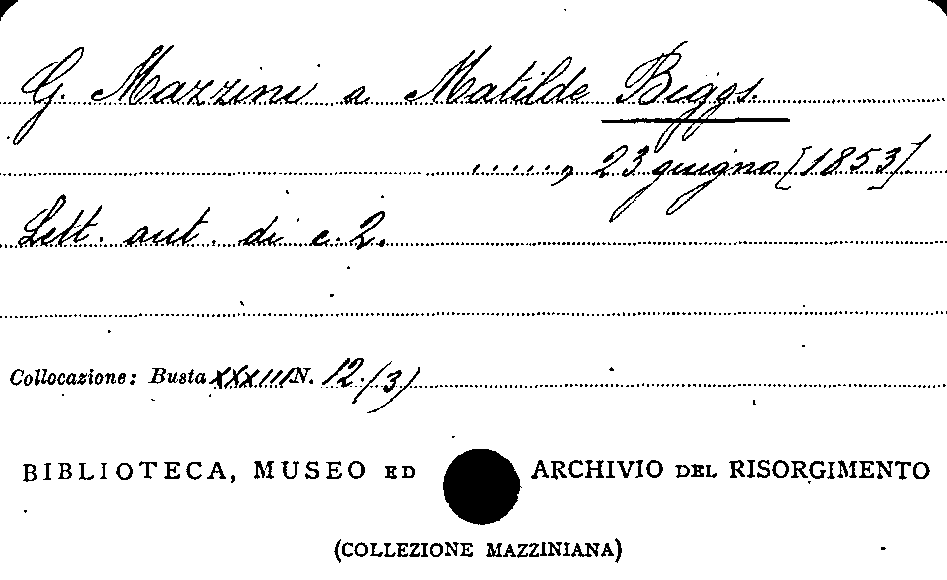 G. Mazzini a Matilde Biggs.
....., 23 giugno [1853].
Lett. aut. di c. 2.
Collocazione: Busta XXXIII N. 12.(3)
BIBLIOTECA, MUSEO ED ARCHIVIO DEL RISORGIMENTO
(COLLEZIONE MAZZINIANA)